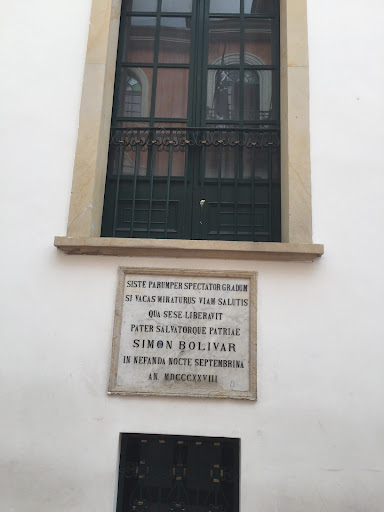 SISTE PARUMPER SPECTATOR GRADUM
SI VACAS MIRATURUS VIAM SALUTIS
QUA SESE LIBERAVIT
PATER SALVATORQUE PATRIAE
SIMON BOLIVAR
IN NEFANDA NOCTE SEPTEMBRINA
AN. MDCCCXXVIII